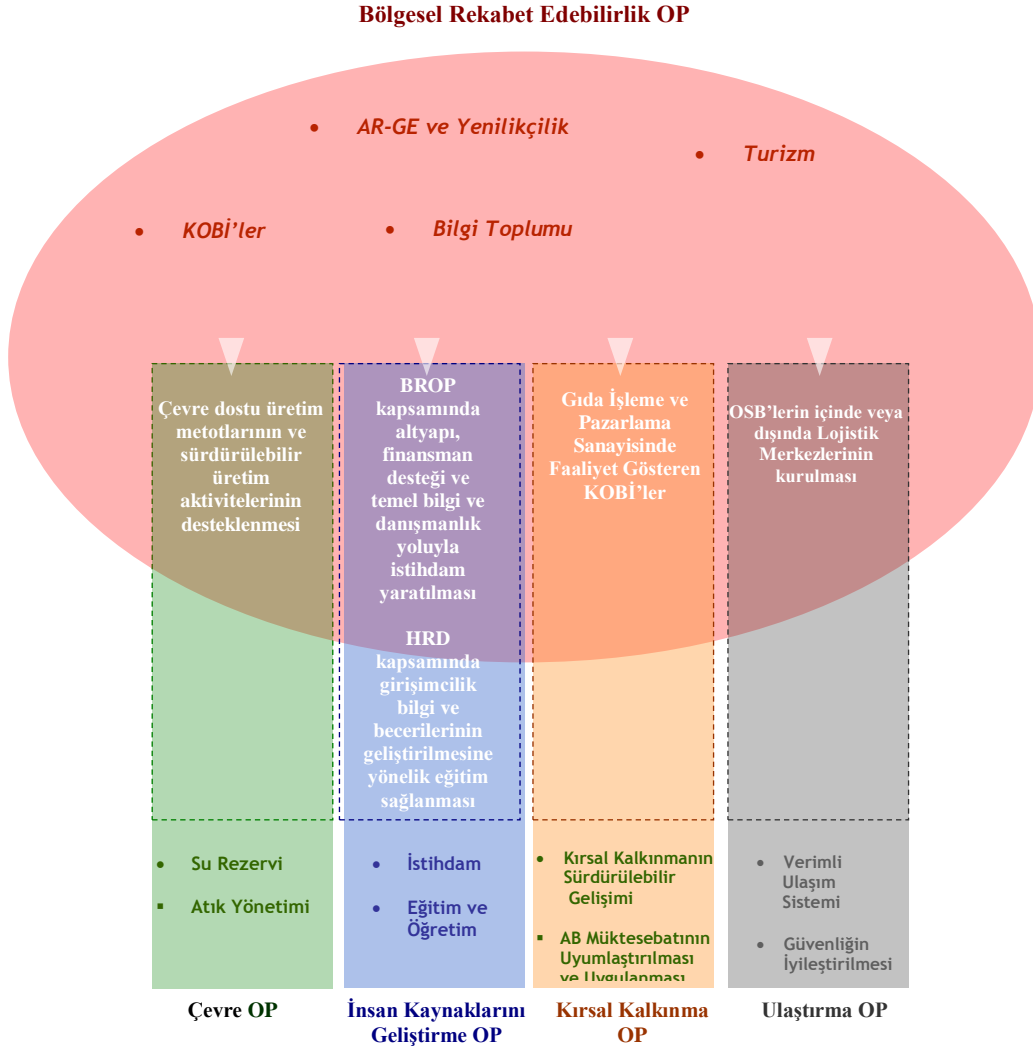 Bölgesel Rekabet Edebilirlik OP
• AR-GE ve Yenilikçilik
• Turizm
• KOBİ’ler
• Bilgi Toplumu
Çevre dostu üretim
metotlarının ve
sürdürülebilir
üretim
aktivitelerinin
desteklenmesi
BROP
kapsamında
altyapı,
finansman
desteği ve
temel bilgi ve
danışmanlık
yoluyla
istihdam
yaratılması
HRD
kapsamında
girişimcilik
bilgi ve
becerilerinin
geliştirilmesine
yönelik eğitim
sağlanması
Gıda İşleme ve
Pazarlama
Sanayisinde
Faaliyet Gösteren
KOBİ’ler
OSB’lerin içinde veya
dışında Lojistik
Merkezlerinin
kurulması
• Su Rezervi
▪ Atık Yönetimi
• İstihdam
• Eğitim ve
Öğretim
• Kırsal Kalkınmanın
Sürdürülebilir
Gelişimi
▪ AB Müktesebatının
Uyumlaştırılması
ve Uygulanması
• Verimli
Ulaşım
Sistemi
• Güvenliğin
İyileştirilmesi
Çevre OP
İnsan Kaynaklarını
Geliştirme OP
Kırsal Kalkınma
OP
Ulaştırma OP